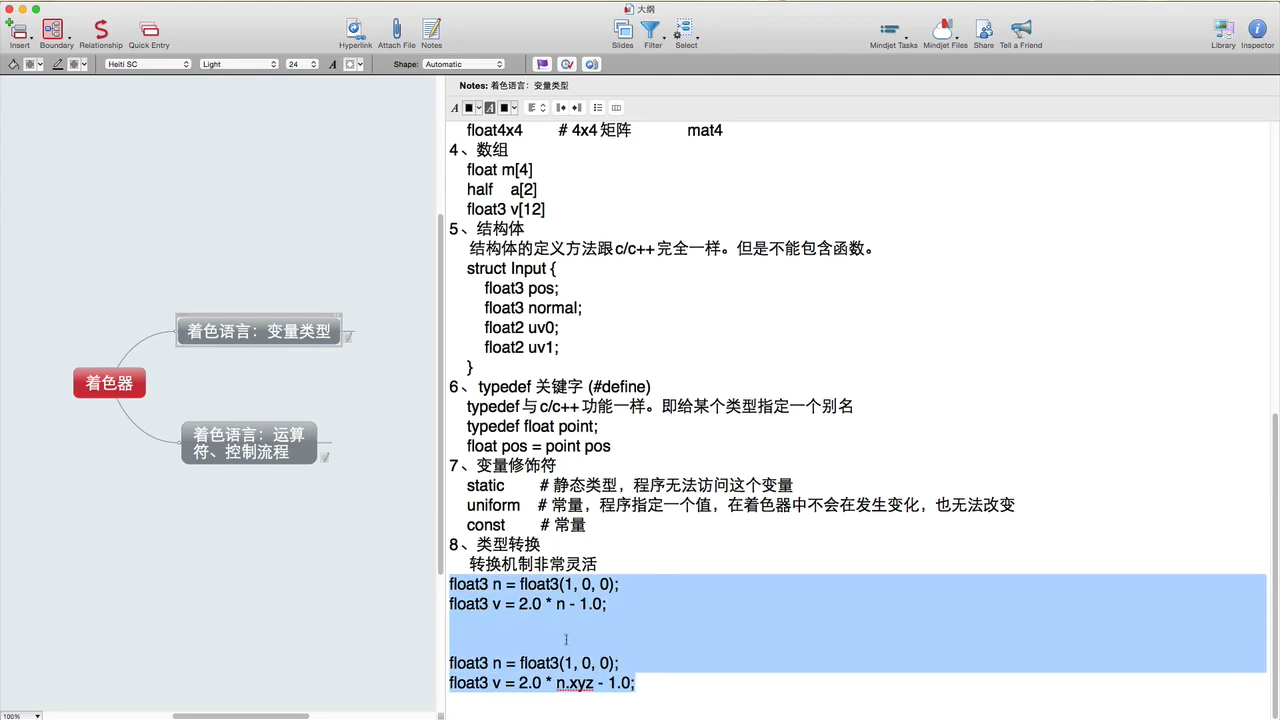 大纲
Insert
Boundary
Relationship
Quick Entry
Hyperlink
Attach File
Notes
Slides
Filter
Select
Mindjet Tasks
Mindjet Files
Share
Tell a Friend
Library
Inspector
Heiti SC
Light
24
Shape:
Automatic
Notes: 着色语言：变量类型
float4x4 # 4x4 矩阵 mat4
4、数组
float m[4]
half a[2]
float3 v[12]
5、结构体
结构体的定义方法跟c/c++完全一样。但是不能包含函数。
struct Input {
float3 pos;
float3 normal;
float2 uv0;
float2 uv1;
}
6、typedef 关键字 (#define)
typedef与c/c++功能一样。即给某个类型指定一个别名
typedef float point;
float pos = point pos
7、变量修饰符
static # 静态类型，程序无法访问这个变量
uniform # 常量，程序指定一个值，在着色器中不会在发生变化，也无法改变
const # 常量
8、类型转换
转换机制非常灵活
float3 n = float3(1, 0, 0);
float3 v = 2.0 * n - 1.0;
float3 n = float3(1, 0, 0);
float3 v = 2.0 * n.xyz - 1.0;
着色语言：变量类型
着色器
着色语言：运算
符、控制流程
100%